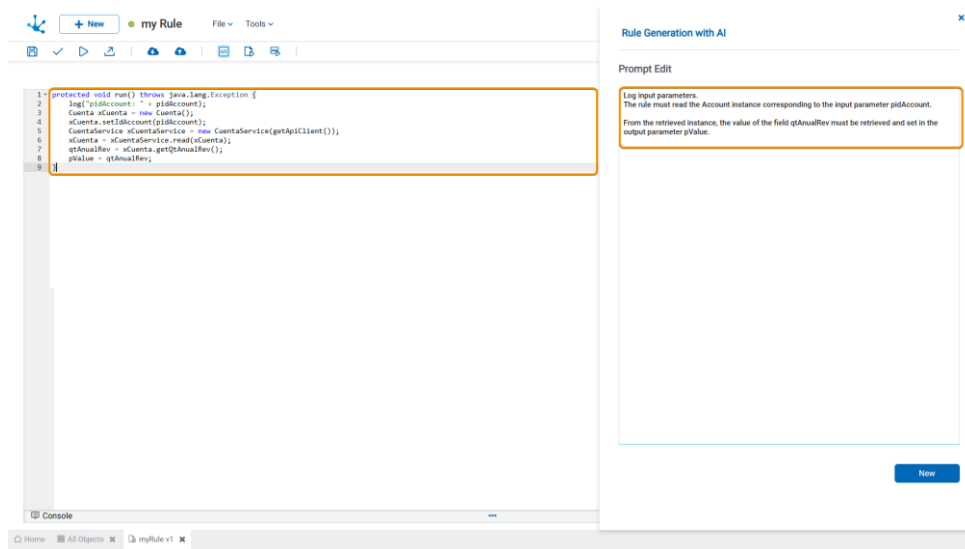 + New
my Rule
File
Tools
1 protected void run() throws java.lang.Exception {
2 log("pidAccount: " + pidAccount);
3 Cuenta xCuenta = new Cuenta();
4 xCuenta.setIdAccount(pidAccount);
5 CuentaService xCuentaService = new CuentaService(getApiClient());
6 xCuenta = xCuentaService.read(xCuenta);
7 qtAnualRev = xCuenta.getQtAnualRev();
8 pValue = qtAnualRev;
9 }
Console
Home
All Objects
myRule v1
Rule Generation with AI
Prompt Edit
Log input parameters.
The rule must read the Account instance corresponding to the input parameter pidAccount.
From the retrieved instance, the value of the field qtAnualRev must be retrieved and set in the
output parameter pValue.
New